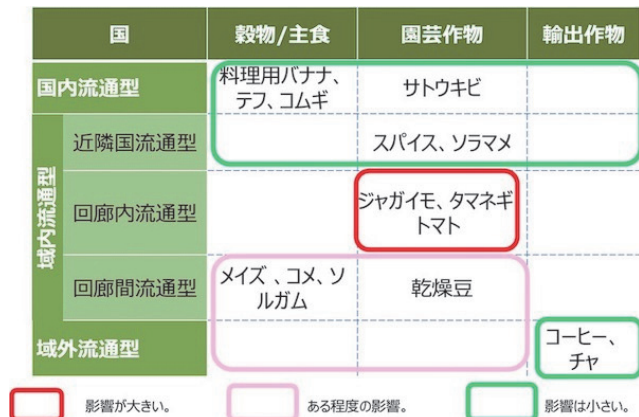 国 穀物/主食 園芸作物 輸出作物
国内流通型 料理用バナナ、 サトウキビ
テフ、コムギ
域内流通型
近隣国流通型 スパイス、ソラマメ
回廊内流通型 ジャガイモ、タマネギ
トマト
回廊間流通型 メイズ 、コメ、ソ 乾燥豆
ルガム
域外流通型 コーヒー、
チャ
影響が大きい。 ある程度の影響。 影響は小さい。